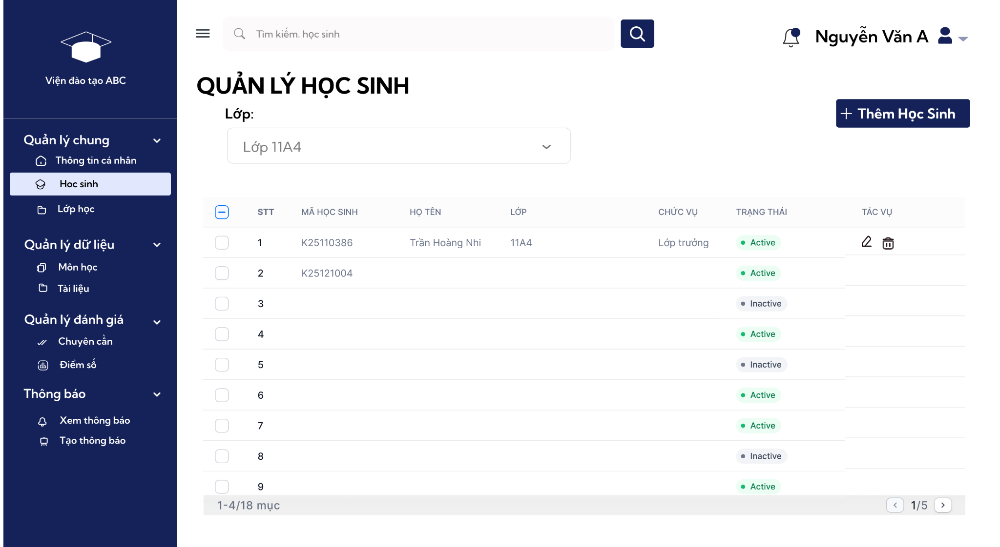 Viện đào tạo ABC
Quản lý chung
Thông tin cá nhân
Hoc sinh
Lớp học
Quản lý dữ liệu
Môn học
Tài liệu
Quản lý đánh giá
Chuyên cần
Điểm số
Thông báo
Xem thông báo
Tạo thông báo
Tìm kiếm. học sinh
Nguyễn Văn A
QUẢN LÝ HỌC SINH
Lớp:
Lớp 11A4
+ Thêm Học Sinh
STT MÃ HỌC SINH HỌ TÊN LỚP CHỨC VỤ TRẠNG THÁI TÁC VỤ
1 K25110386 Trần Hoàng Nhi 11A4 Lớp trưởng Active
2 K25121004 Active
3 Inactive
4 Active
5 Inactive
6 Active
7 Active
8 Inactive
9 Active
1-4/18 mục
1/5